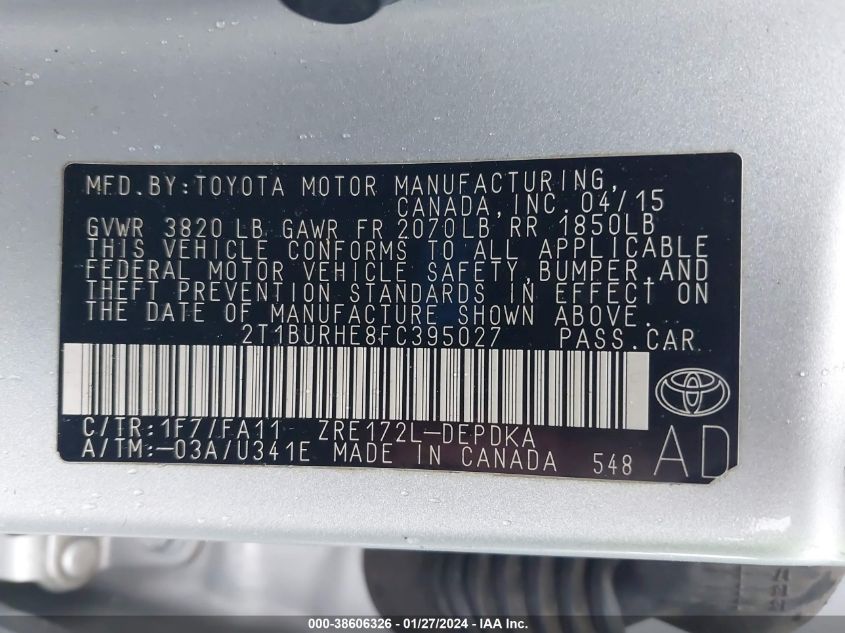 MFD.BY:TOYOTA MOTOR MANUFACTURING,
CANADA,INC. 04/15
GVWR 3820 LB GAWR FR 2070LB RR 1850LB
THIS VEHICLE CONFORMS TO ALL APPLICABLE
FEDERAL MOTOR VEHICLE SAFETY,BUMPER,AND
THEFT PREVENTION STANDARDS IN EFFECT ON
THE DATE OF MANUFACTURE SHOWN ABOVE.
2T1BURHE8FC395027 PASS.CAR
C/TR:1F7/FA11 ZRE172L-DEPDKA
A/TM:-03A/U341E MADE IN CANADA 548 AD
000-38606326 | 01/27/2024 - Copart, IAA Inc.